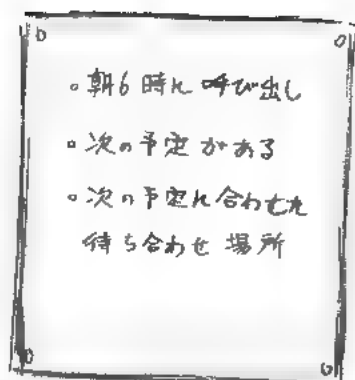 。朝6時に呼び出し
。次の予定がある
。次の予定に合わせた
待ち合わせ場所